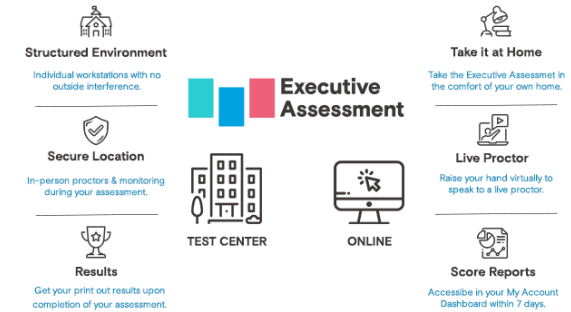 Structured Environment
Individual workstations with no
outside interference.
Secure Location
In-person proctors & monitoring
during your assessment.
Results
Get your print out results upon
completion of your assessment.
Executive
Assessment
TEST CENTER
ONLINE
Take it at Home
Take the Executive Assessmet in
the comfort of your own home.
Live Proctor
Raise your hand virtually to
speak to a live proctor.
Score Reports
Accessibe in your My Account
Dashboard within 7 days.